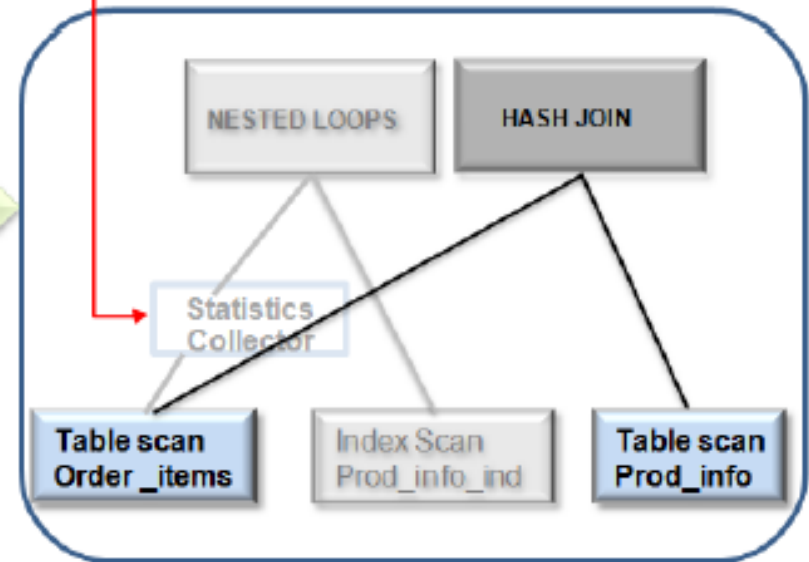 NESTED LOOPS
HASH JOIN
Statistics
Collector
Table scan
Order _items
Index Scan
Prod_info_ind
Table scan
Prod_info